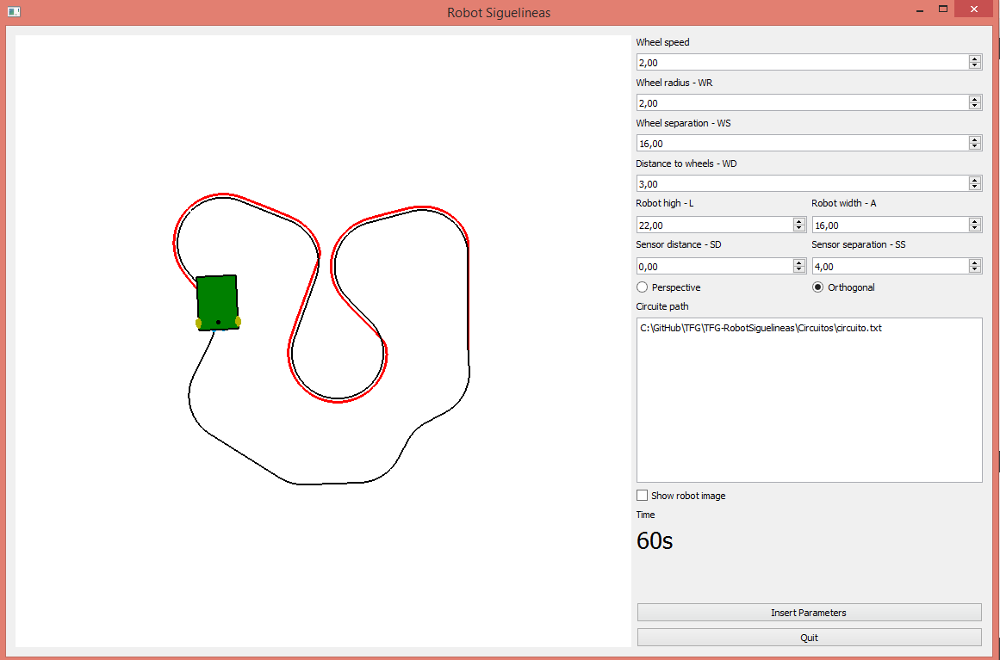 Robot Siguelineas
Wheel speed
2,00
Wheel radius - WR
2,00
Wheel separation - WS
16,00
Distance to wheels - WD
3,00
Robot high - L Robot width - A
22,00 16,00
Sensor distance - SD Sensor separation - SS
0,00 4,00
Perspective Orthogonal
Circuite path
C:\GitHub\TFG\TFG-RobotSiguelineas\Circuitos\circuito.txt
Show robot image
Time
60s
Insert Parameters
Quit